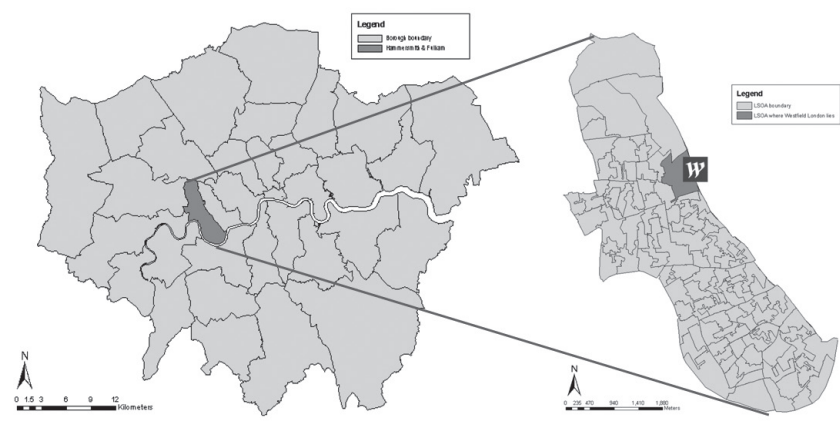 Legend
Borough boundary
Hammersmith & Fulham
Legend
LSOA boundary
LSOA where Westfield London lies
W
N
0 1.5 3 6 9 12
Kilometers
N
0 235 470 940 1,410 1,880
Meters